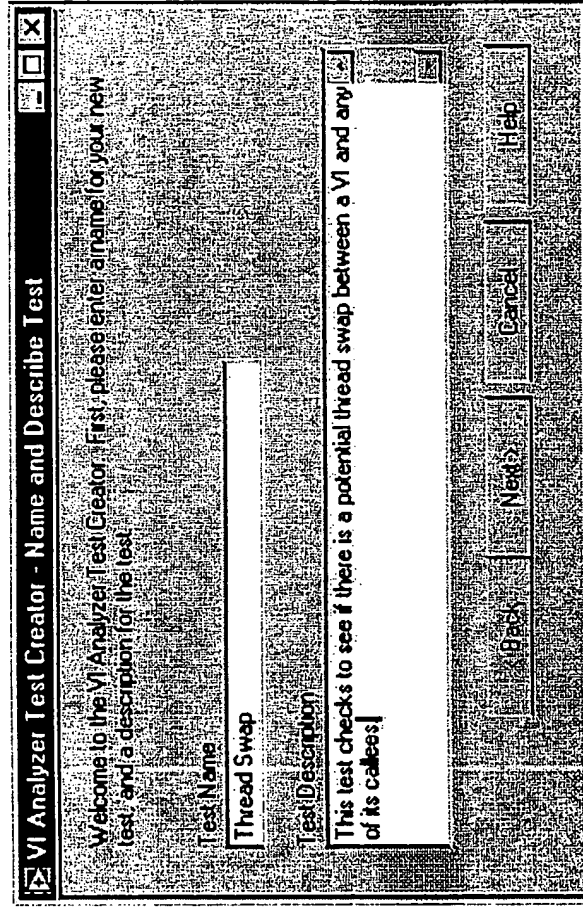 VI Analyzer Test Creator - Name and Describe Test
Welcome to the VI Analyzer Test Creator. First, please enter a name for your new
test, and a description for the test.
Test Name
Thread Swap
Test Description
This test checks to see if there is a potential thread swap between a VI and any
of its callees.
< Back
Next >
Cancel
Help